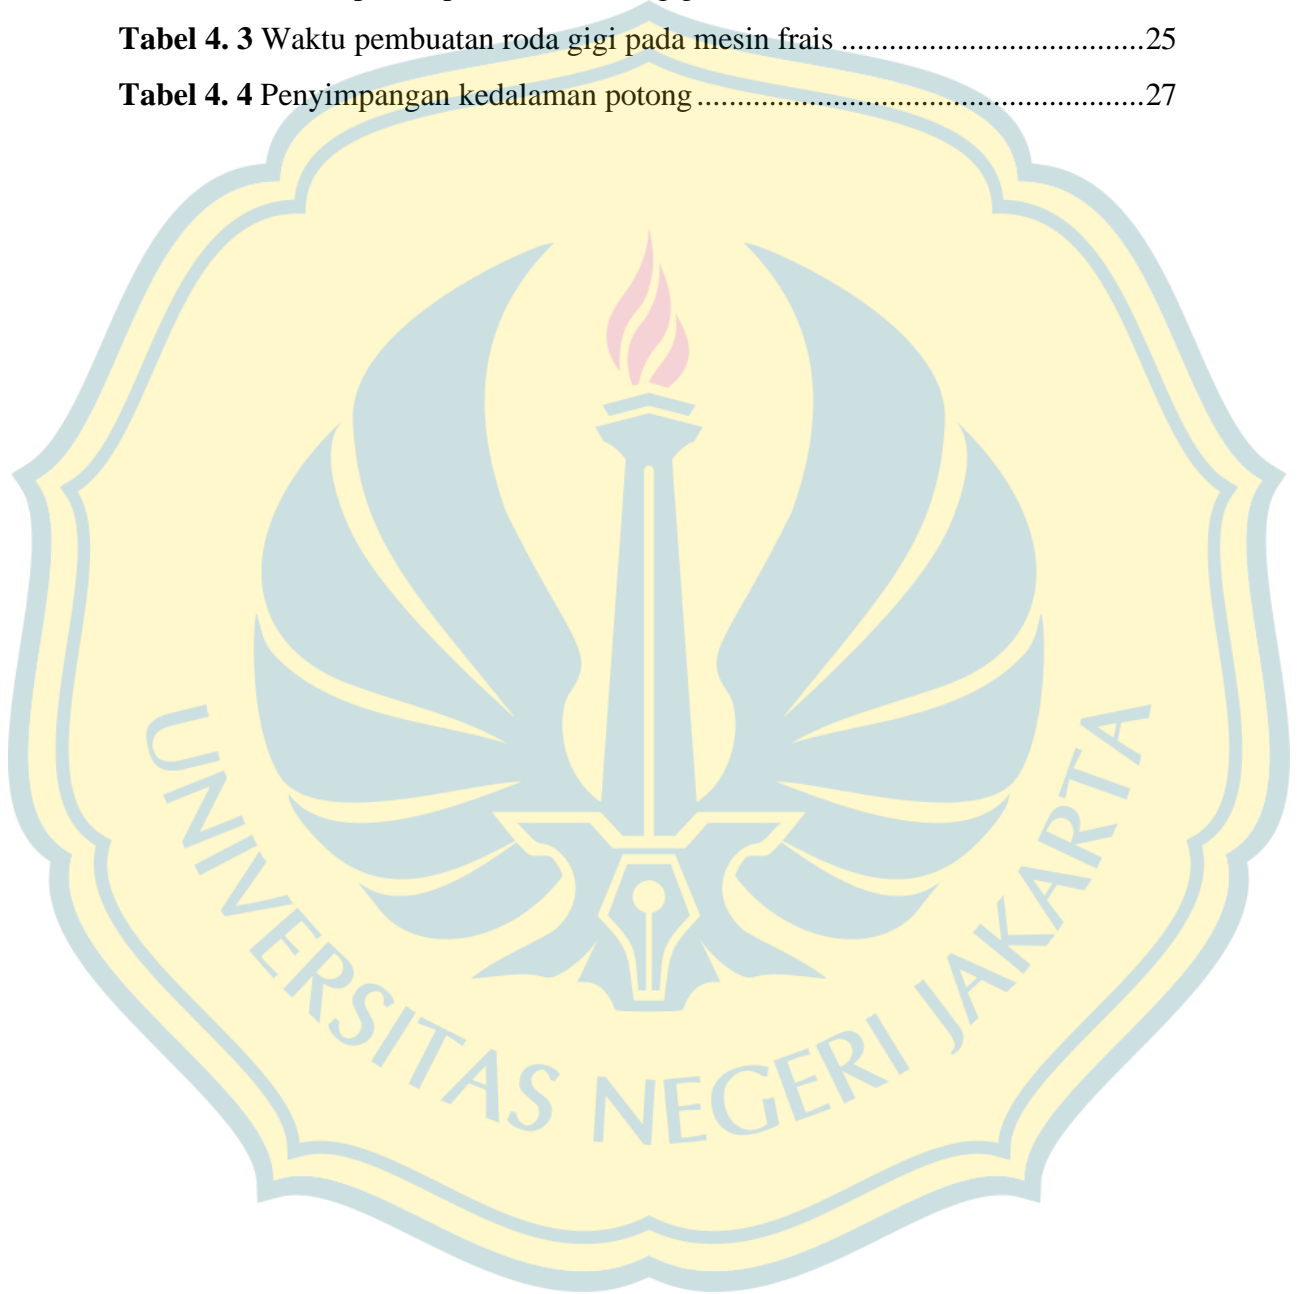 Tabel 4. 3 Waktu pembuatan roda gigi pada mesin frais ......................................25
Tabel 4. 4 Penyimpangan kedalaman potong ........................................................27
UNIVERSITAS NEGERI JAKARTA